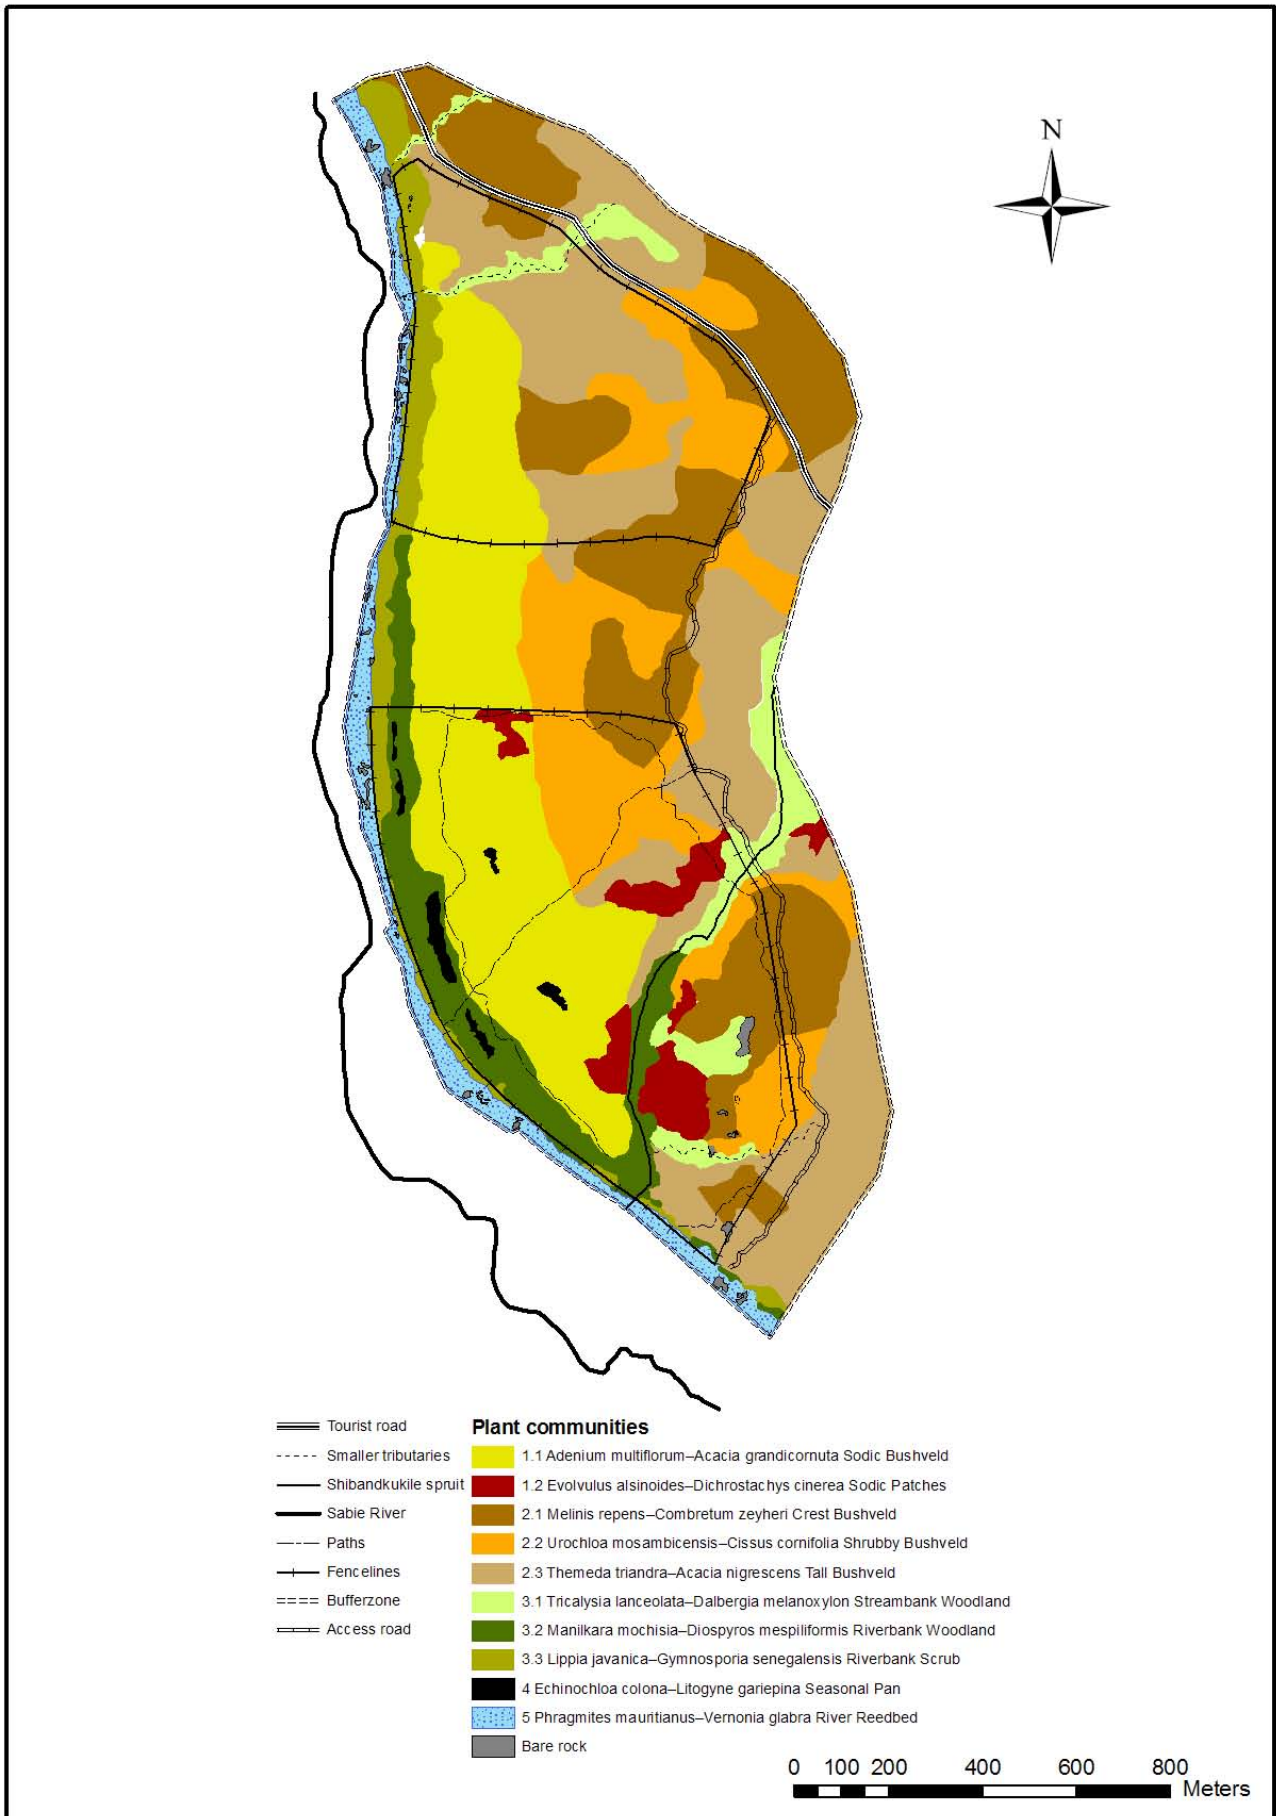 N
Tourist road
Smaller tributaries
Shibandkukile spruit
Sabie River
Paths
Fencelines
Bufferzone
Access road
Plant communities
1.1 Adenium multiflorum–Acacia grandicornuta Sodic Bushveld
1.2 Evolvulus alsinoides–Dichrostachys cinerea Sodic Patches
2.1 Melinis repens–Combretum zeyheri Crest Bushveld
2.2 Urochloa mosambicensis–Cissus cornifolia Shrubby Bushveld
2.3 Themeda triandra–Acacia nigrescens Tall Bushveld
3.1 Tricalysia lanceolata–Dalbergia melanoxylon Streambank Woodland
3.2 Manilkara mochisia–Diospyros mespiliformis Riverbank Woodland
3.3 Lippia javanica–Gymnosporia senegalensis Riverbank Scrub
4 Echinochloa colona–Litogyne gariepina Seasonal Pan
5 Phragmites mauritianus–Vernonia glabra River Reedbed
Bare rock
0 100 200 400 600 800
Meters